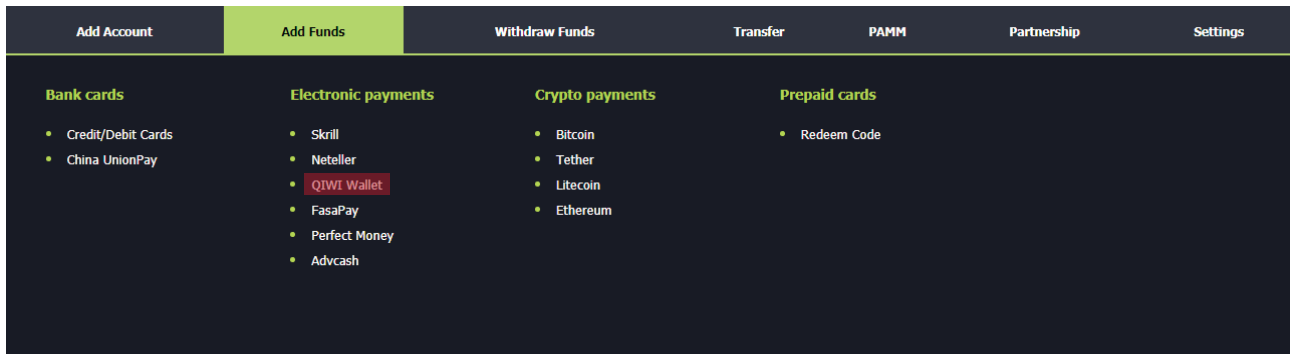 Add Account
Add Funds
Withdraw Funds
Transfer
PAMM
Partnership
Settings
Bank cards
Credit/Debit Cards
China UnionPay
Electronic payments
Skrill
Neteller
QIWI Wallet
FasaPay
Perfect Money
Advcash
Crypto payments
Bitcoin
Tether
Litecoin
Ethereum
Prepaid cards
Redeem Code